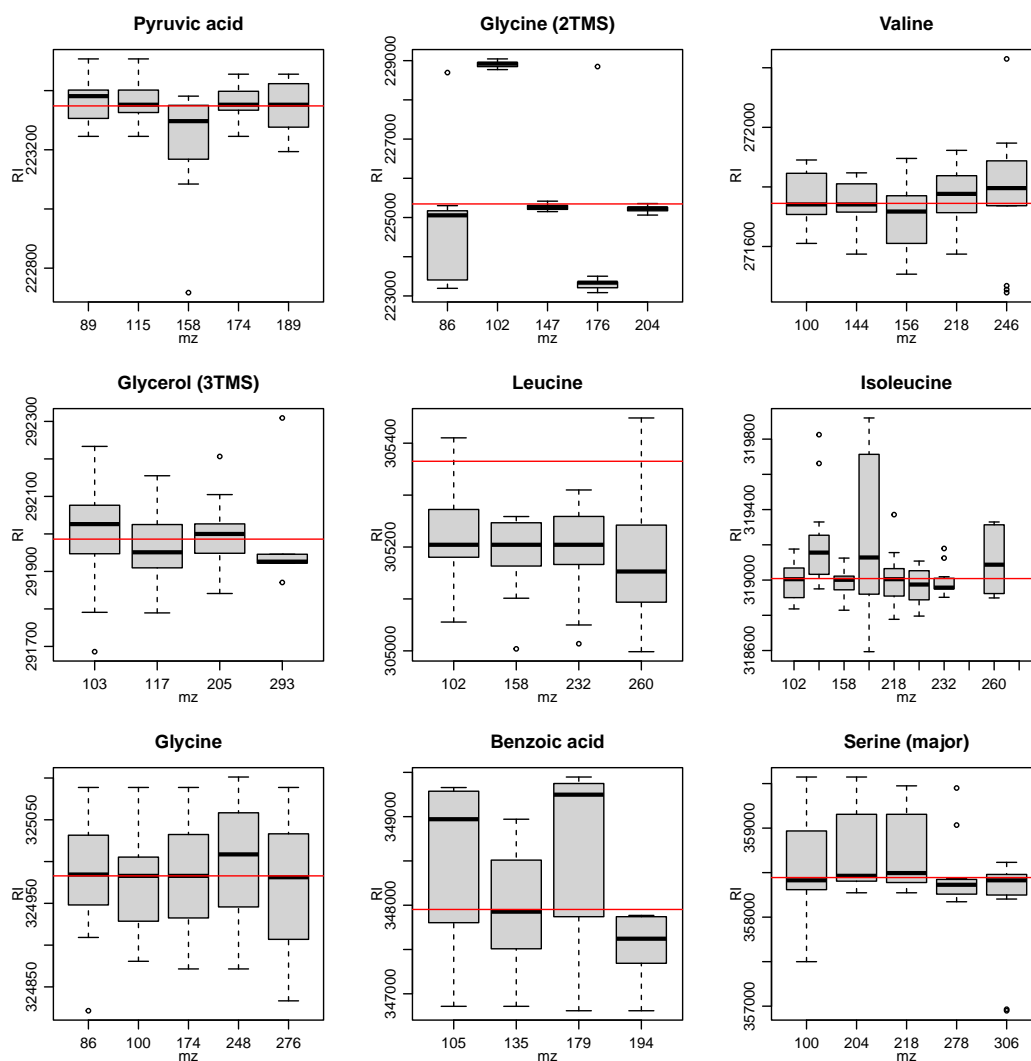 Pyruvic acid
RI
223200
222800
89 115 158 174 189
mz
Glycine (2TMS)
RI
229000
227000
225000
223000
86 102 147 176 204
mz
Valine
RI
272000
271600
100 144 156 218 246
mz
Glycerol (3TMS)
RI
292300
292100
291900
291700
103 117 205 293
mz
Leucine
RI
305400
305200
305000
102 158 232 260
mz
Isoleucine
RI
319800
319400
319000
318600
102 158 218 232 260
mz
Glycine
RI
325050
324950
324850
86 100 174 248 276
mz
Benzoic acid
RI
349000
348000
347000
105 135 179 194
mz
Serine (major)
RI
359000
358000
357000
100 204 218 278 306
mz